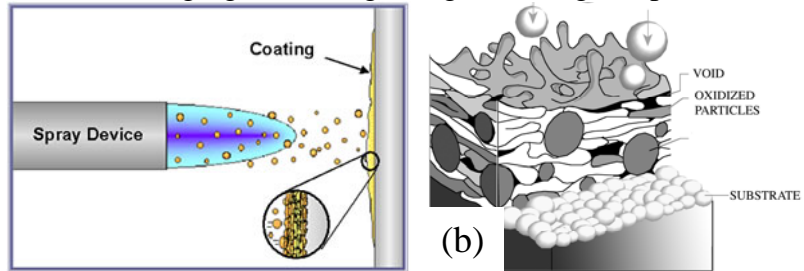 Coating
Spray Device
VOID
OXIDIZED
PARTICLES
SUBSTRATE
(b)